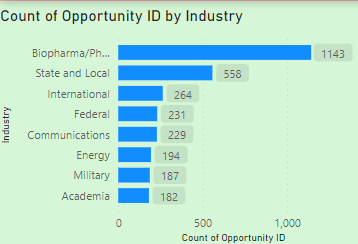 Count of Opportunity ID by Industry
Biopharma/Ph... 1143
State and Local 558
International 264
Federal 231
Communications 229
Energy 194
Military 187
Academia 182
Industry
0 500 1,000
Count of Opportunity ID